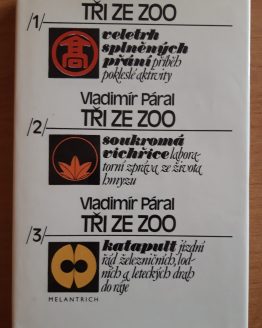 TŘI ZE ZOO
/1/
veletrh
splněných
přání příběh
pokleslé aktivity
Vladimír Páral
TŘI ZE ZOO
/2/
soukromá
vichřice labora
torní zpráva ze života
hmyzu
Vladimír Páral
TŘI ZE ZOO
/3/
katapult jízdní
řád železničních, lod
ních a leteckých drah
do ráje
MELANTRICH